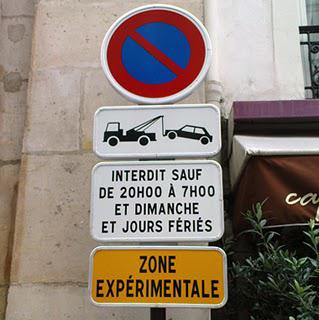 INTERDIT SAUF
DE 20H00 À 7H00
ET DIMANCHE
ET JOURS FÉRIÉS
ZONE
EXPÉRIMENTALE